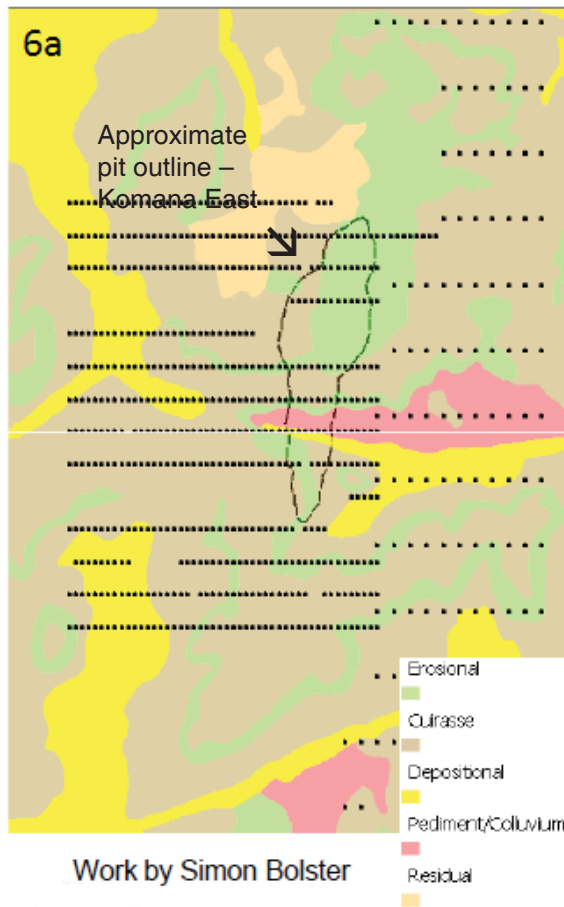 6a
Approximate
pit outline –
Komana East
Erosional
Cuirasse
Depositional
Pediment/Colluvium
Residual
Work by Simon Bolster